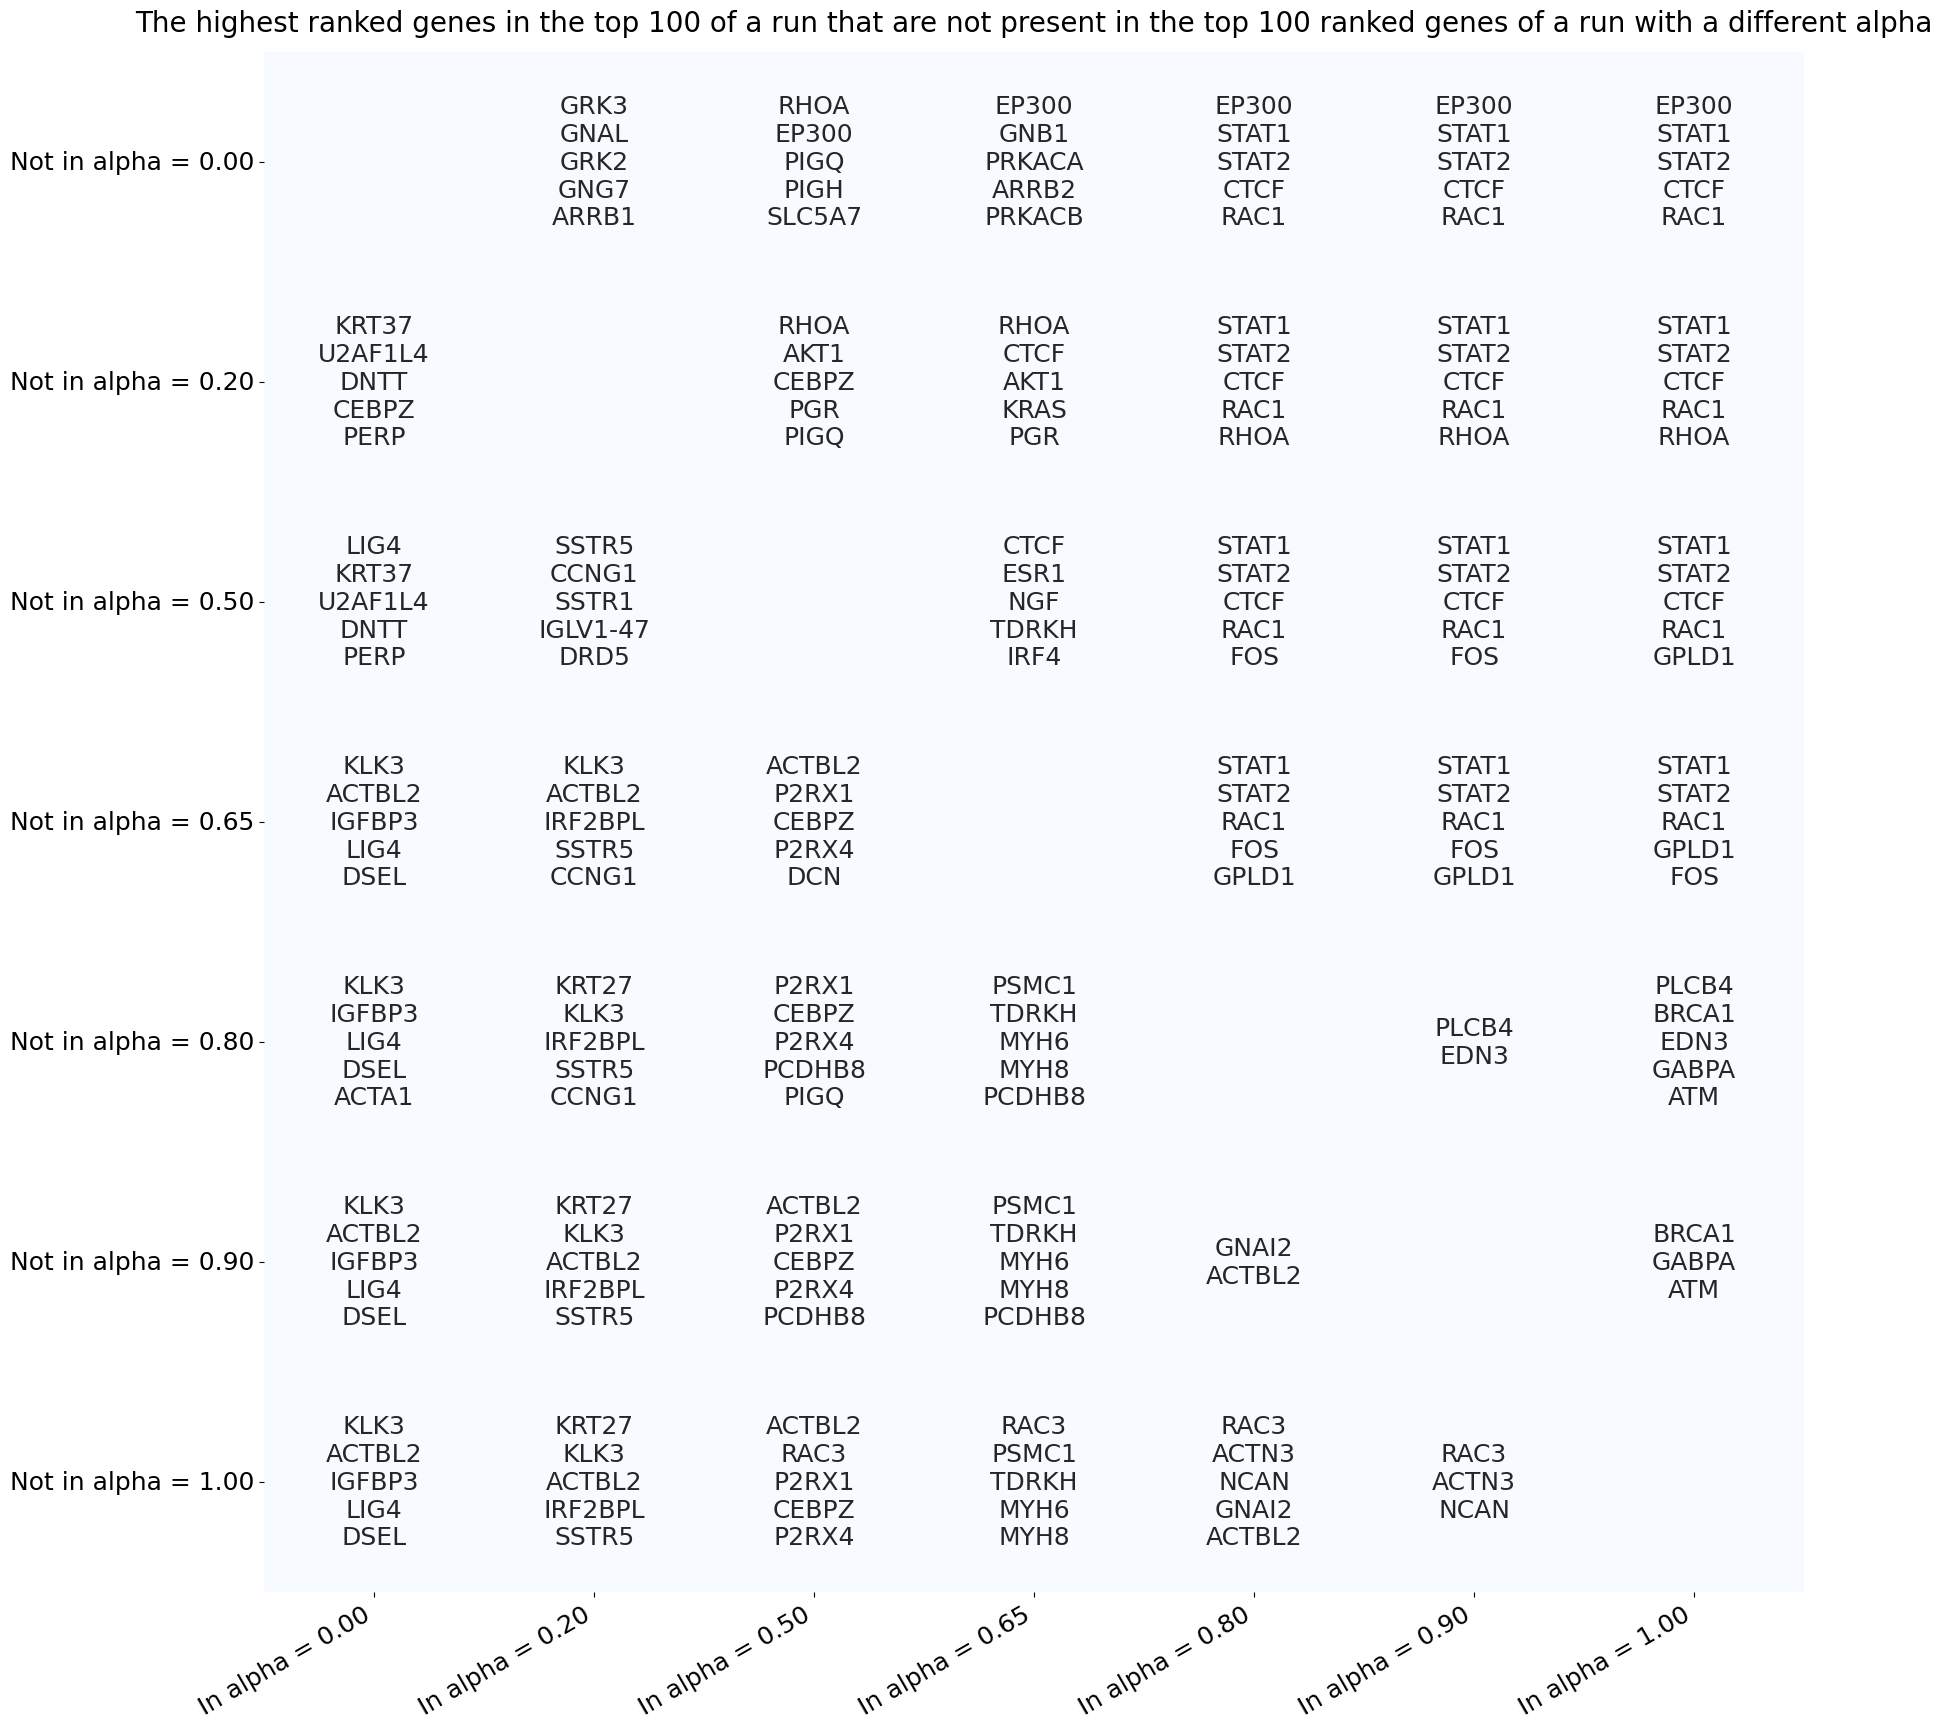 The highest ranked genes in the top 100 of a run that are not present in the top 100 ranked genes of a run with a different alpha
Not in alpha = 0.00
GRK3
GNAL
GRK2
GNG7
ARRB1
RHOA
EP300
PIGQ
PIGH
SLC5A7
EP300
GNB1
PRKACA
ARRB2
PRKACB
EP300
STAT1
STAT2
CTCF
RAC1
EP300
STAT1
STAT2
CTCF
RAC1
EP300
STAT1
STAT2
CTCF
RAC1
Not in alpha = 0.20
KRT37
U2AF1L4
DNTT
CEBPZ
PERP
RHOA
AKT1
CEBPZ
PGR
PIGQ
RHOA
CTCF
AKT1
KRAS
PGR
STAT1
STAT2
CTCF
RAC1
RHOA
STAT1
STAT2
CTCF
RAC1
RHOA
STAT1
STAT2
CTCF
RAC1
RHOA
Not in alpha = 0.50
LIG4
KRT37
U2AF1L4
DNTT
PERP
SSTR5
CCNG1
SSTR1
IGLV1-47
DRD5
CTCF
ESR1
NGF
TDRKH
IRF4
STAT1
STAT2
CTCF
RAC1
FOS
STAT1
STAT2
CTCF
RAC1
FOS
STAT1
STAT2
CTCF
RAC1
GPLD1
Not in alpha = 0.65
KLK3
ACTBL2
IGFBP3
LIG4
DSEL
KLK3
ACTBL2
IRF2BPL
SSTR5
CCNG1
ACTBL2
P2RX1
CEBPZ
P2RX4
DCN
STAT1
STAT2
RAC1
FOS
GPLD1
STAT1
STAT2
RAC1
FOS
GPLD1
STAT1
STAT2
RAC1
GPLD1
FOS
Not in alpha = 0.80
KLK3
IGFBP3
LIG4
DSEL
ACTA1
KRT27
KLK3
IRF2BPL
SSTR5
CCNG1
P2RX1
CEBPZ
P2RX4
PCDHB8
PIGQ
PSMC1
TDRKH
MYH6
MYH8
PCDHB8
PLCB4
EDN3
PLCB4
BRCA1
EDN3
GABPA
ATM
Not in alpha = 0.90
KLK3
ACTBL2
IGFBP3
LIG4
DSEL
KRT27
KLK3
ACTBL2
IRF2BPL
SSTR5
ACTBL2
P2RX1
CEBPZ
P2RX4
PCDHB8
PSMC1
TDRKH
MYH6
MYH8
PCDHB8
GNAI2
ACTBL2
BRCA1
GABPA
ATM
Not in alpha = 1.00
KLK3
ACTBL2
IGFBP3
LIG4
DSEL
KRT27
KLK3
ACTBL2
IRF2BPL
SSTR5
ACTBL2
RAC3
P2RX1
CEBPZ
P2RX4
RAC3
PSMC1
TDRKH
MYH6
MYH8
RAC3
ACTN3
NCAN
GNAI2
ACTBL2
RAC3
ACTN3
NCAN
In alpha = 0.00
In alpha = 0.20
In alpha = 0.50
In alpha = 0.65
In alpha = 0.80
In alpha = 0.90
In alpha = 1.00